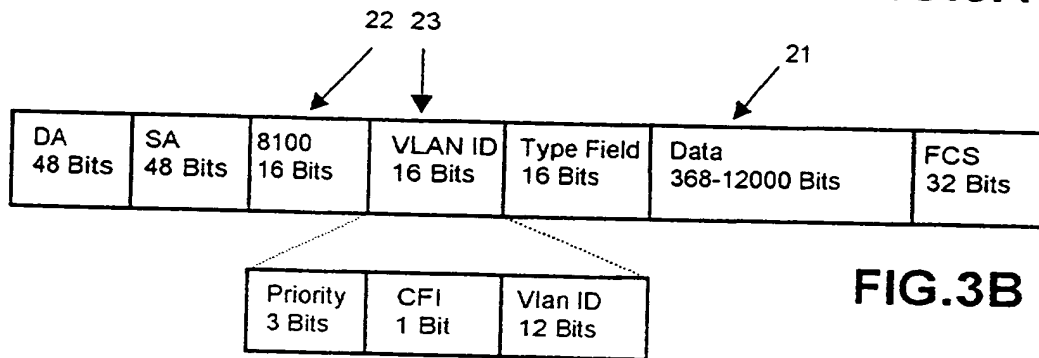 22 23
21
DA
48 Bits
SA
48 Bits
8100
16 Bits
VLAN ID
16 Bits
Type Field
16 Bits
Data
368-12000 Bits
FCS
32 Bits
Priority
3 Bits
CFI
1 Bit
Vlan ID
12 Bits
FIG.3B